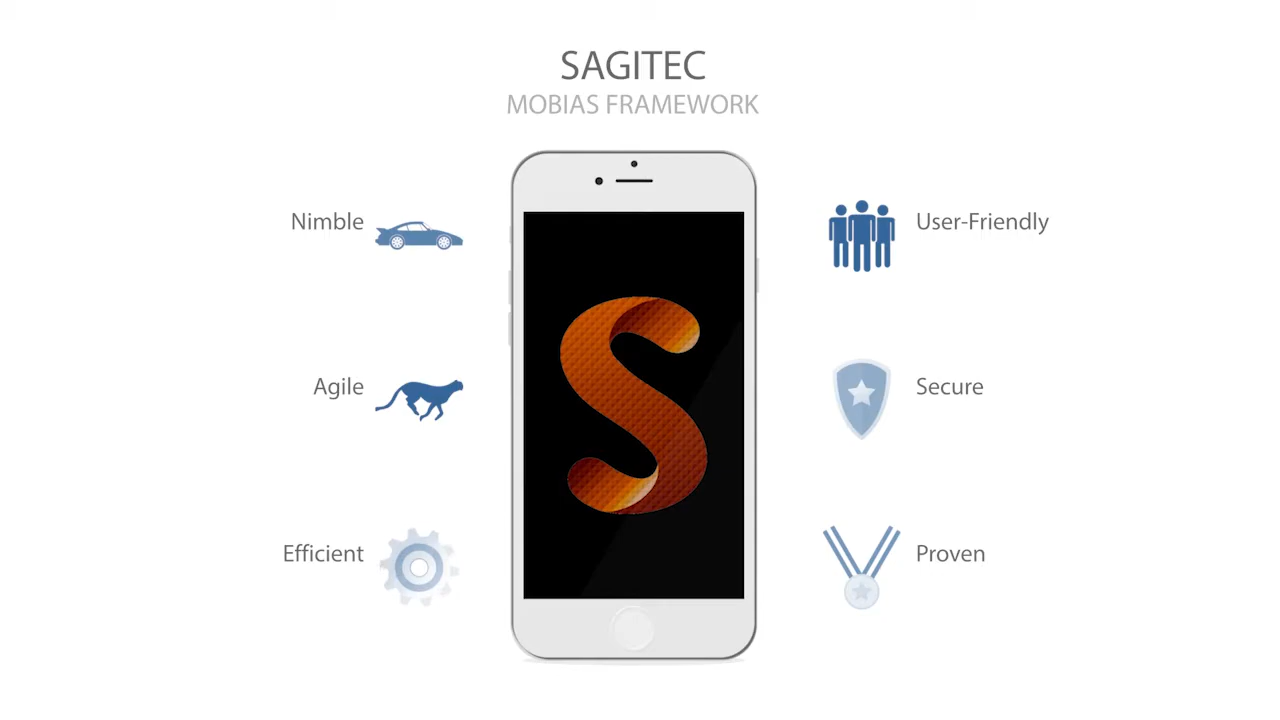 SAGITEC
MOBIAS FRAMEWORK
Nimble
User-Friendly
Agile
S
Secure
Efficient
Proven